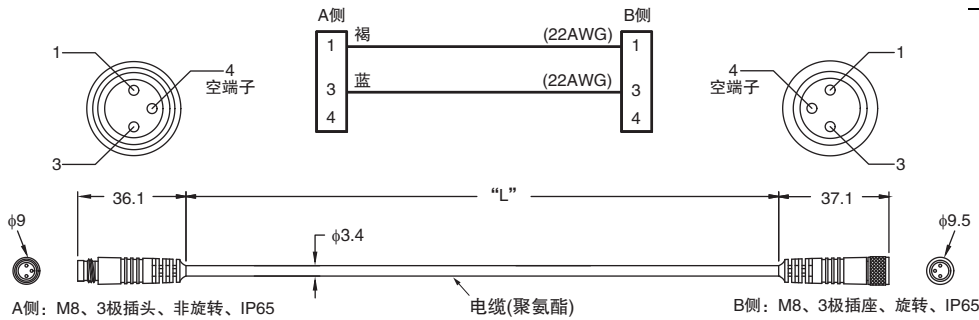 A侧
B侧
1
褐
(22AWG)
1
1
1
4
空端子
3
蓝
(22AWG)
3
4
空端子
4
4
3
3
36.1
“L”
37.1
ϕ9
ϕ3.4
ϕ9.5
A侧：M8、3极插头、非旋转、IP65
电缆(聚氨酯)
B侧：M8、3极插座、旋转、IP65